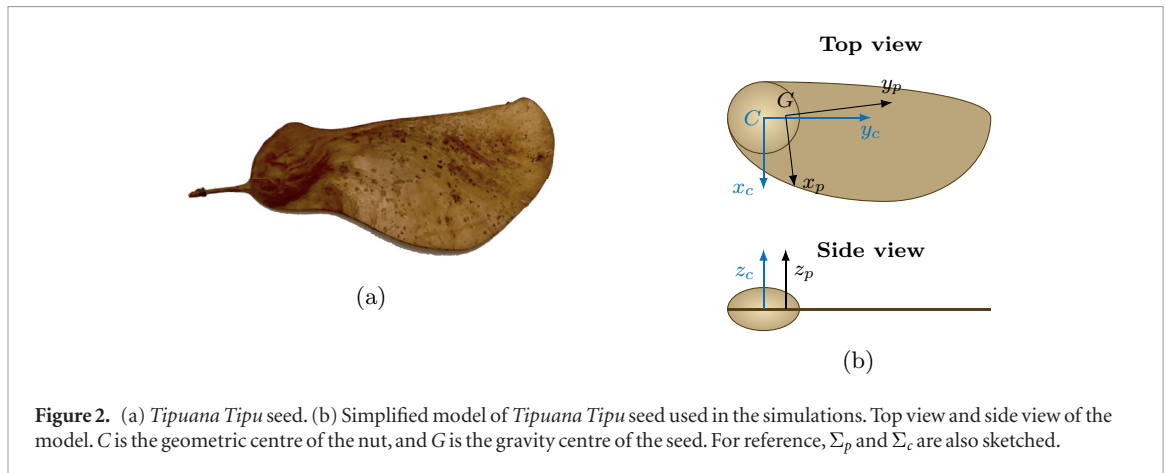 Top view
y_p
G
C
y_c
x_c
x_p
Side view
z_c
z_p
(a)
(b)
Figure 2. (a) Tipuana Tipu seed. (b) Simplified model of Tipuana Tipu seed used in the simulations. Top view and side view of the
model. C is the geometric centre of the nut, and G is the gravity centre of the seed. For reference, Σ_p and Σ_c are also sketched.